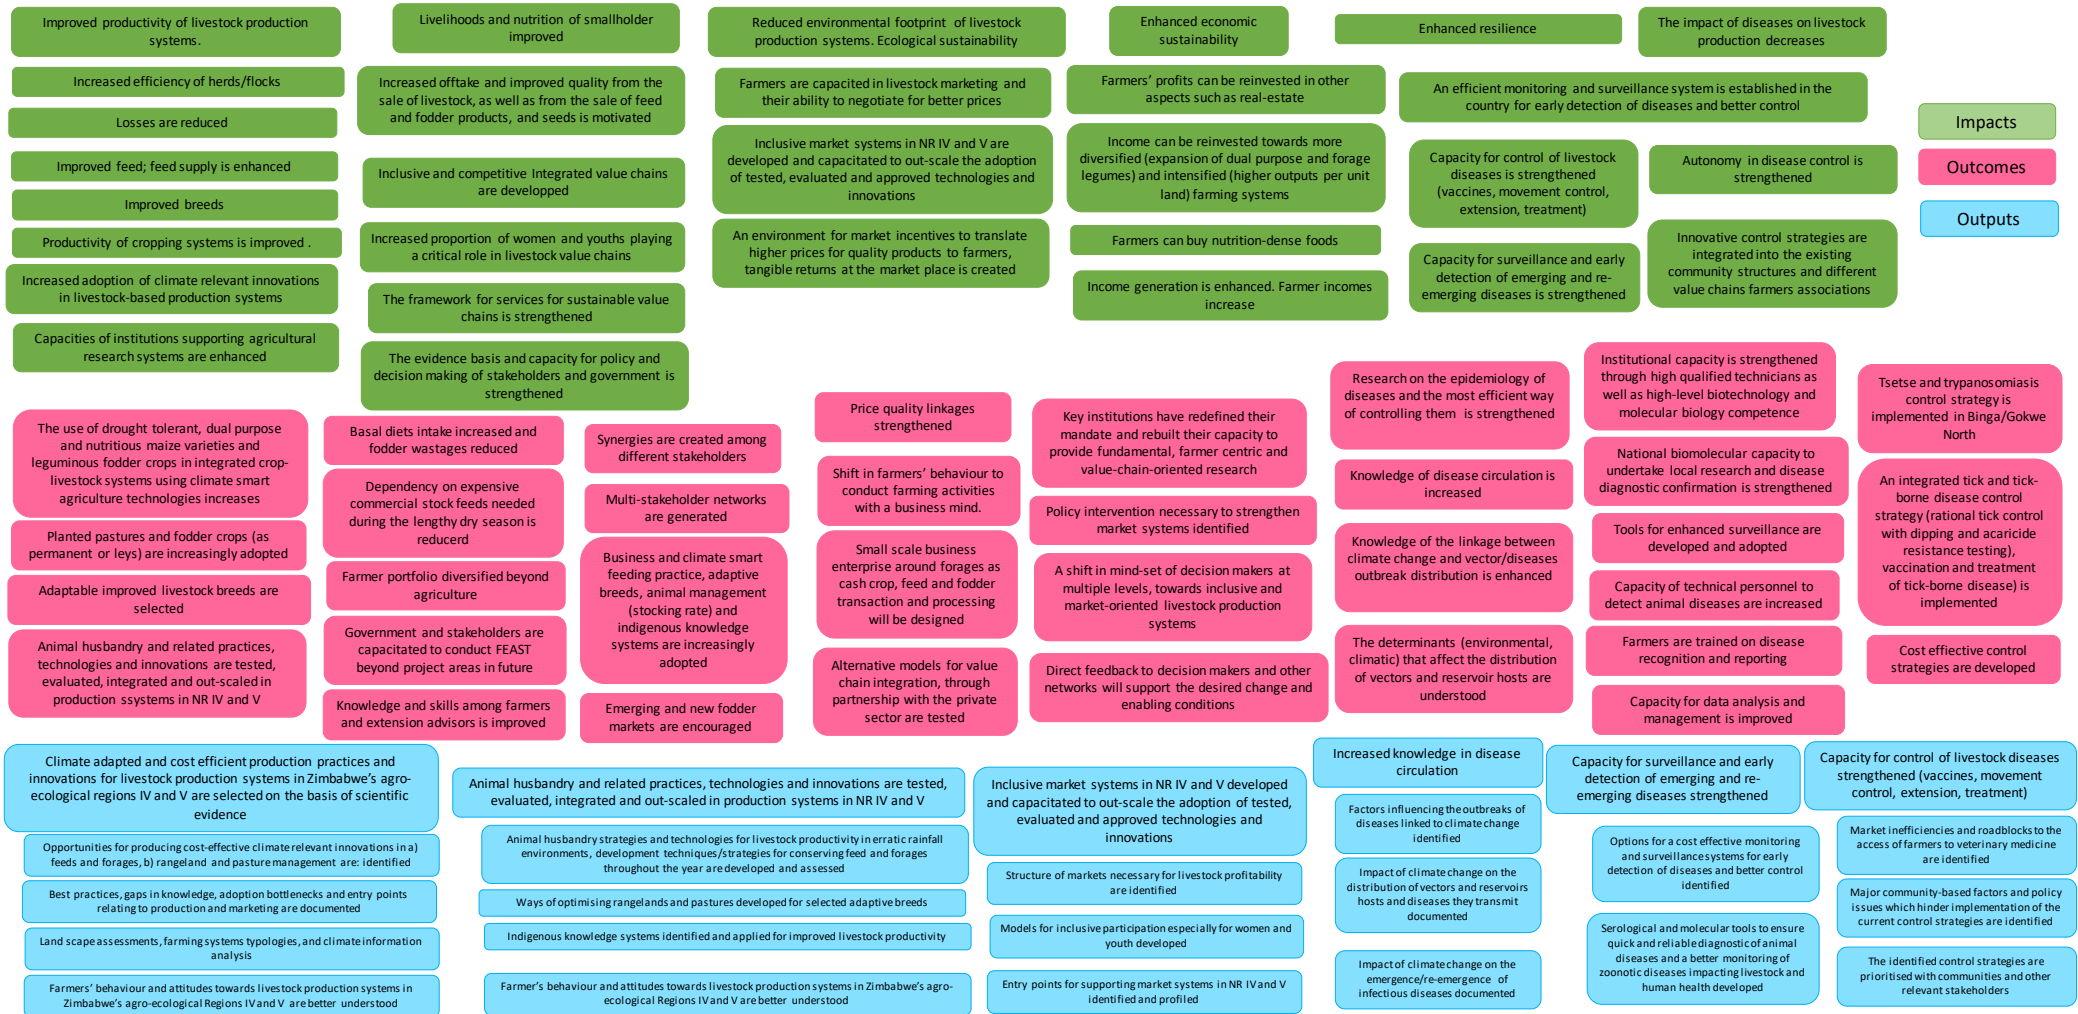 Improved productivity of livestock production
systems.
Livelihoods and nutrition of smallholder
improved
Reduced environmental footprint of livestock
production systems. Ecological sustainability
Enhanced economic
sustainability
Enhanced resilience
The impact of diseases on livestock
production decreases
Increased efficiency of herds/flocks
Losses are reduced
Improved feed; feed supply is enhanced
Improved breeds
Productivity of cropping systems is improved .
Increased adoption of climate relevant innovations
in livestock-based production systems
Capacities of institutions supporting agricultural
research systems are enhanced
Increased offtake and improved quality from the
sale of livestock, as well as from the sale of feed
and fodder products, and seeds is motivated
Inclusive and competitive Integrated value chains
are developped
Increased proportion of women and youths playing
a critical role in livestock value chains
The framework for services for sustainable value
chains is strengthened
The evidence basis and capacity for policy and
decision making of stakeholders and government is
strengthened
Farmers are capacited in livestock marketing and
their ability to negotiate for better prices
Inclusive market systems in NR IV and V are
developed and capacitated to out-scale the adoption
of tested, evaluated and approved technologies and
innovations
An environment for market incentives to translate
higher prices for quality products to farmers,
tangible returns at the market place is created
Farmers' profits can be reinvested in other
aspects such as real-estate
Income can be reinvested towards more
diversified (expansion of dual purpose and forage
legumes) and intensified (higher outputs per unit
land) farming systems
Farmers can buy nutrition-dense foods
Income generation is enhanced. Farmer incomes
increase
An efficient monitoring and surveillance system is established in the
country for early detection of diseases and better control
Capacity for control of livestock
diseases is strengthened
(vaccines, movement control,
extension, treatment)
Capacity for surveillance and early
detection of emerging and re-
emerging diseases is strengthened
Autonomy in disease control is
strengthened
Innovative control strategies are
integrated into the existing
community structures and different
value chains farmers associations
Impacts
Outcomes
Outputs
The use of drought tolerant, dual purpose
and nutritious maize varieties and
leguminous fodder crops in integrated crop-
livestock systems using climate smart
agriculture technologies increases
Planted pastures and fodder crops (as
permanent or leys) are increasingly adopted
Adaptable improved livestock breeds are
selected
Animal husbandry and related practices,
technologies and innovations are tested,
evaluated, integrated and out-scaled in
production ssystems in NR IV and V
Basal diets intake increased and
fodder wastages reduced
Dependency on expensive
commercial stock feeds needed
during the lengthy dry season is
reducerd
Farmer portfolio diversified beyond
agriculture
Government and stakeholders are
capacitated to conduct FEAST
beyond project areas in future
Knowledge and skills among farmers
and extension advisors is improved
Synergies are created among
different stakeholders
Multi-stakeholder networks
are generated
Business and climate smart
feeding practice, adaptive
breeds, animal management
(stocking rate) and
indigenous knowledge
systems are increasingly
adopted
Emerging and new fodder
markets are encouraged
Price quality linkages
strengthened
Shift in farmers' behaviour to
conduct farming activities
with a business mind.
Small scale business
enterprise around forages as
cash crop, feed and fodder
transaction and processing
will be designed
Alternative models for value
chain integration, through
partnership with the private
sector are tested
Key institutions have redefined their
mandate and rebuilt their capacity to
provide fundamental, farmer centric and
value-chain-oriented research
Policy intervention necessary to strengthen
market systems identified
A shift in mind-set of decision makers at
multiple levels, towards inclusive and
market-oriented livestock production
systems
Direct feedback to decision makers and other
networks will support the desired change and
enabling conditions
Research on the epidemiology of
diseases and the most efficient way
of controlling them is strengthened
Knowledge of disease circulation is
increased
Knowledge of the linkage between
climate change and vector/diseases
outbreak distribution is enhanced
The determinants (environmental,
climatic) that affect the distribution
of vectors and reservoir hosts are
understood
Institutional capacity is strengthened
through high qualified technicians as
well as high-level biotechnology and
molecular biology competence
National biomolecular capacity to
undertake local research and disease
diagnostic confirmation is strengthened
Tools for enhanced surveillance are
developed and adopted
Capacity of technical personnel to
detect animal diseases are increased
Farmers are trained on disease
recognition and reporting
Capacity for data analysis and
management is improved
Tsetse and trypanosomiasis
control strategy is
implemented in Binga/Gokwe
North
An integrated tick and tick-
borne disease control
strategy (rational tick control
with dipping and acaricide
resistance testing),
vaccination and treatment
of tick-borne disease) is
implemented
Cost effiective control
strategies are developed
Climate adapted and cost efficient production practices and
innovations for livestock production systems in Zimbabwe's agro-
ecological regions IV and V are selected on the basis of scientific
evidence
Opportunities for producing cost-effective climate relevant innovations in a)
feeds and forages, b) rangeland and pasture management are: identified
Best practices, gaps in knowledge, adoption bottlenecks and entry points
relating to production and marketing are documented
Land scape assessments, farming systems typologies, and climate information
analysis
Farmers' behaviour and attitudes towards livestock production systems in
Zimbabwe's agro-ecological Regions IV and V are better understood
Animal husbandry and related practices, technologies and innovations are tested,
evaluated, integrated and out-scaled in production systems in NR IV and V
Animal husbandry strategies and technologies for livestock productivity in erratic rainfall
environments, development techniques/strategies for conserving feed and forages
throughout the year are developed and assessed
Ways of optimising rangelands and pastures developed for selected adaptive breeds
Indigenous knowledge systems identified and applied for improved livestock productivity
Farmer's behaviour and attitudes towards livestock production systems in Zimbabwe's agro-
ecological Regions IV and V are better understood
Inclusive market systems in NR IV and V developed
and capacitated to out-scale the adoption of tested,
evaluated and approved technologies and
innovations
Structure of markets necessary for livestock profitability
are identified
Models for inclusive participation especially for women and
youth developed
Entry points for supporting market systems in NR IV and V
identified and profiled
Increased knowledge in disease
circulation
Factors influencing the outbreaks of
diseases linked to climate change
identified
Impact of climate change on the
distribution of vectors and reservoirs
hosts and diseases they transmit
documented
Impact of climate change on the
emergence/re-emergence of
infectious diseases documented
Capacity for surveillance and early
detection of emerging and re-
emerging diseases strengthened
Options for a cost effective monitoring
and surveillance systems for early
detection of diseases and better control
identified
Serological and molecular tools to ensure
quick and reliable diagnostic of animal
diseases and a better monitoring of
zoonotic diseases impacting livestock and
human health developed
Capacity for control of livestock diseases
strengthened (vaccines, movement
control, extension, treatment)
Market inefficiencies and roadblocks to the
access of farmers to veterinary medicine
are identified
Major community-based factors and policy
issues which hinder implementation of the
current control strategies are identified
The identified control strategies are
prioritised with communities and other
relevant stakeholders